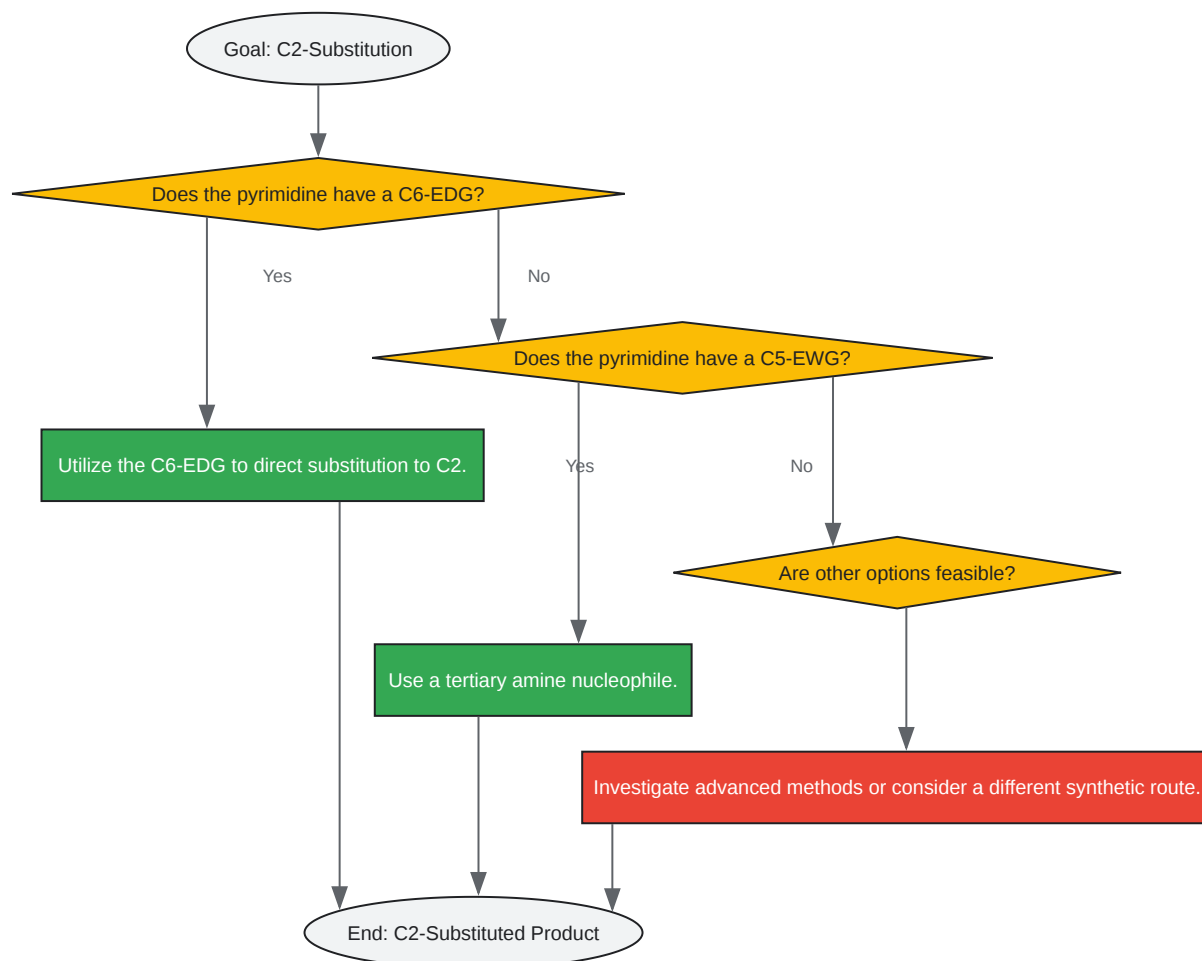 Goal: C2-Substitution
Does the pyrimidine have a C6-EDG?
Yes
No
Does the pyrimidine have a C5-EWG?
Utilize the C6-EDG to direct substitution to C2.
Yes
No
Are other options feasible?
Use a tertiary amine nucleophile.
Investigate advanced methods or consider a different synthetic route.
End: C2-Substituted Product